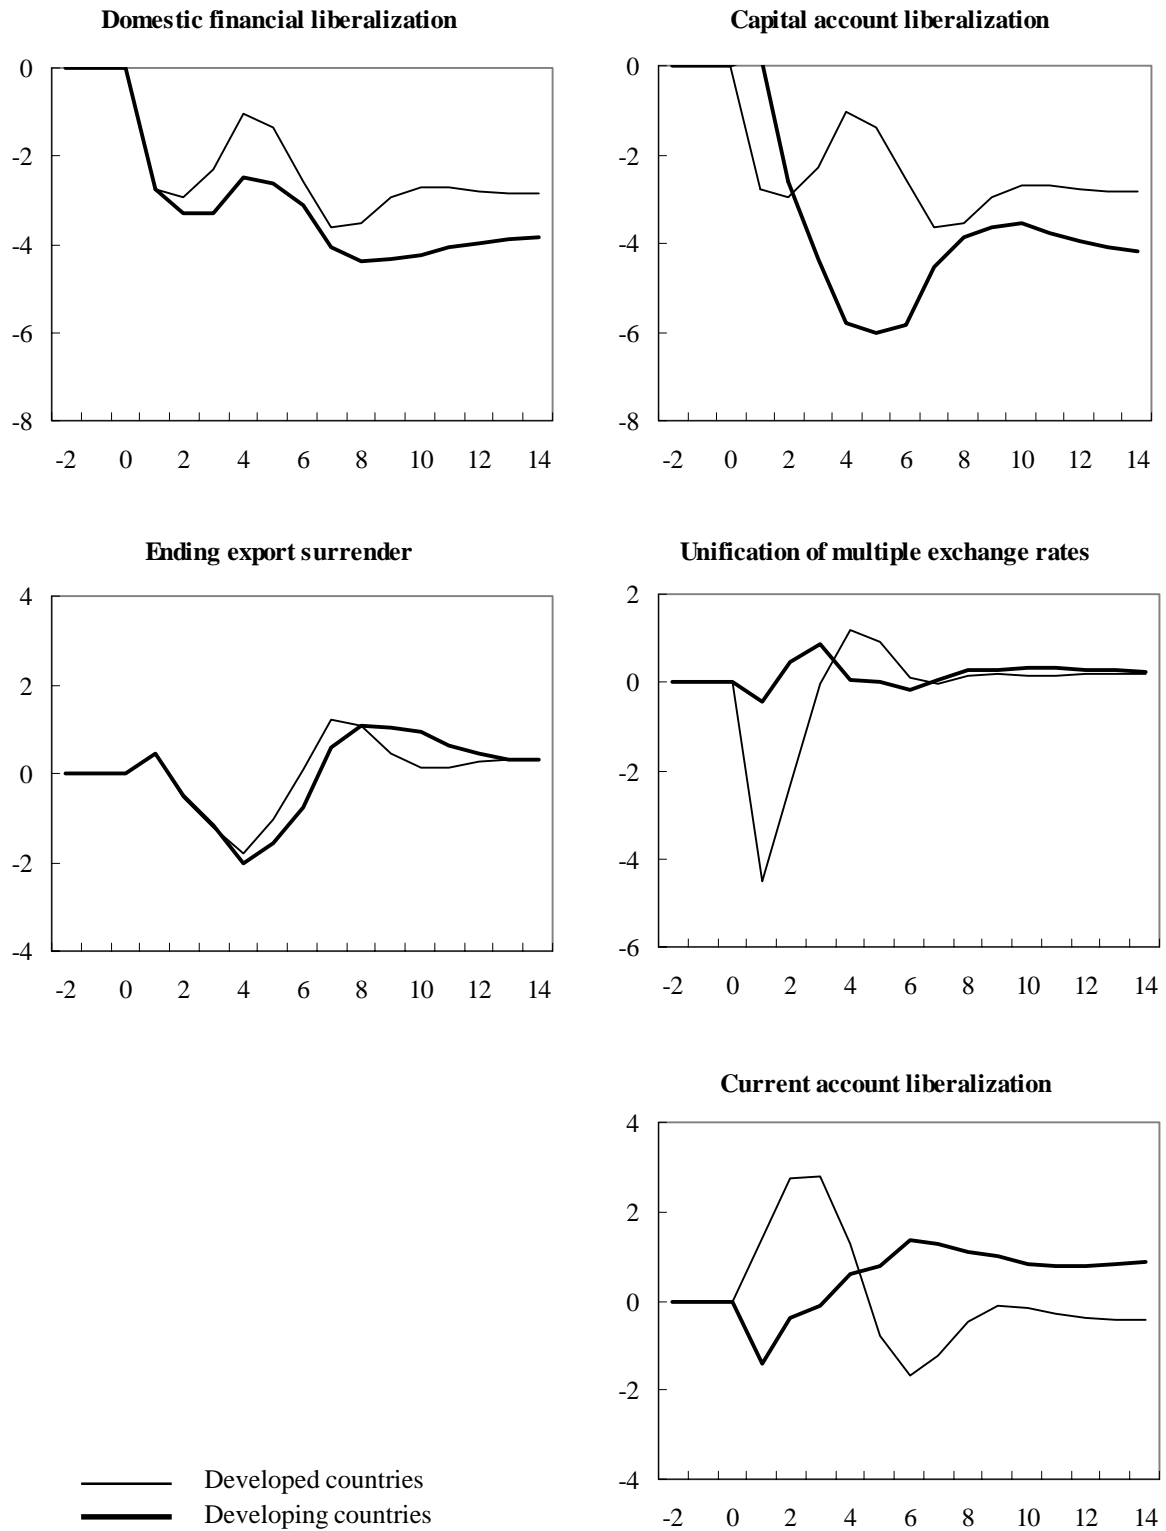 Domestic financial liberalization
0
-2
-4
-6
-8
-2 0 2 4 6 8 10 12 14
Capital account liberalization
0
-2
-4
-6
-8
-2 0 2 4 6 8 10 12 14
Ending export surrender
4
2
0
-2
-4
-2 0 2 4 6 8 10 12 14
Unification of multiple exchange rates
2
0
-2
-4
-6
-2 0 2 4 6 8 10 12 14
Current account liberalization
4
2
0
-2
-4
-2 0 2 4 6 8 10 12 14
Developed countries
Developing countries